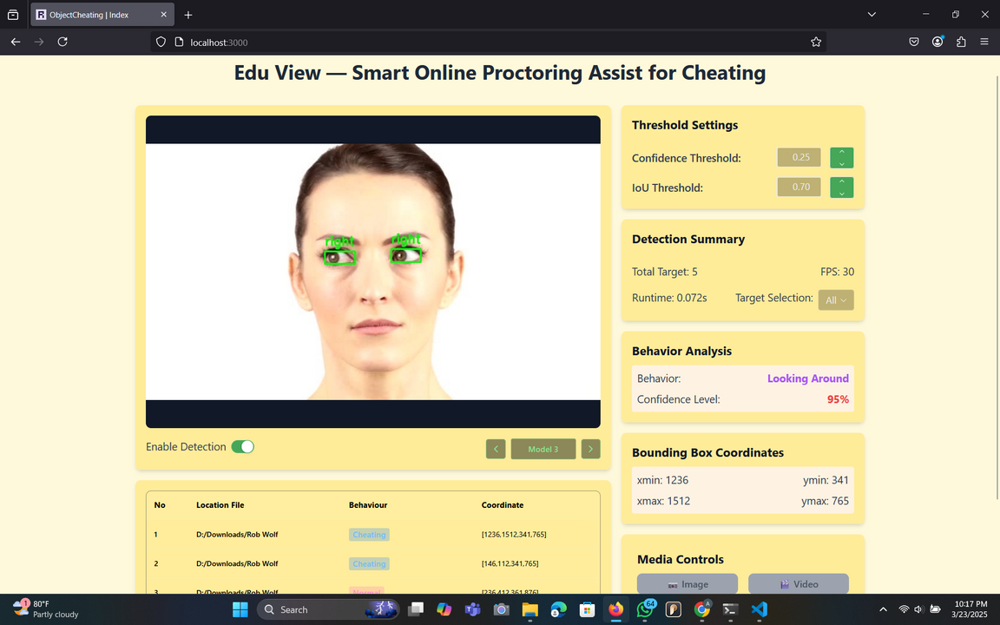 ObjectCheating | Index
localhost:3000
Edu View — Smart Online Proctoring Assist for Cheating
right right
Enable Detection
Model 3
No Location File Behaviour Coordinate
1 D:/Downloads/Rob Wolf Cheating [1236,1512,341,765]
2 D:/Downloads/Rob Wolf Cheating [146,112,341,765]
3 D:/Downloads/Rob Wolf Normal [236,412,361,876]
Threshold Settings
Confidence Threshold: 0.25
IoU Threshold: 0.70
Detection Summary
Total Target: 5 FPS: 30
Runtime: 0.072s Target Selection: All
Behavior Analysis
Behavior: Looking Around
Confidence Level: 95%
Bounding Box Coordinates
xmin: 1236 ymin: 341
xmax: 1512 ymax: 765
Media Controls
Image Video
1
80°F
Partly cloudy
Search
64
A
10:17 PM
3/23/2025